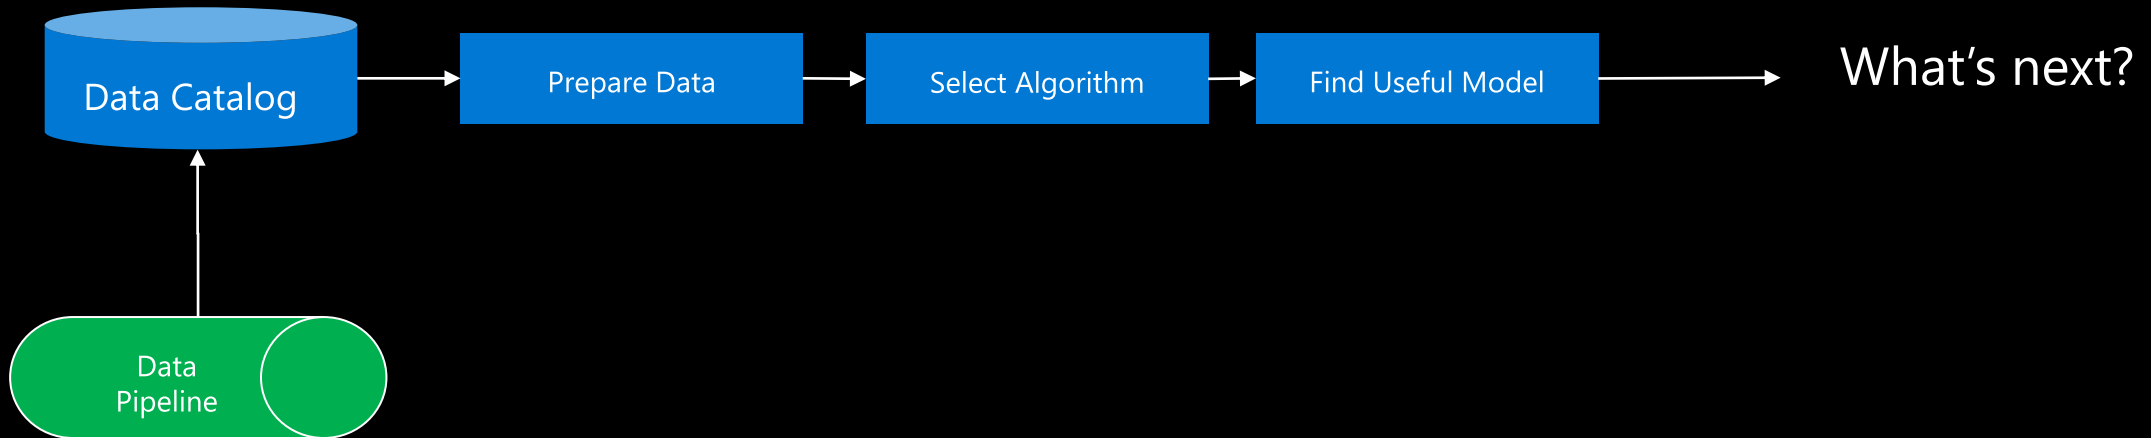 Data Catalog
Prepare Data
Select Algorithm
Find Useful Model
What's next?
Data
Pipeline